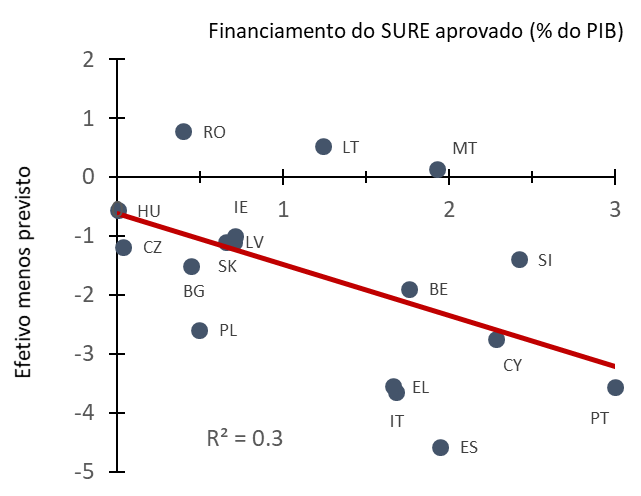 Financiamento do SURE aprovado (% do PIB)
Efetivo menos previsto
2
1
0
-1
-2
-3
-4
-5
1
2
3
RO
LT
MT
HU
IE
CZ
LV
SK
BG
SI
BE
PL
CY
EL
IT
PT
ES
R² = 0.3